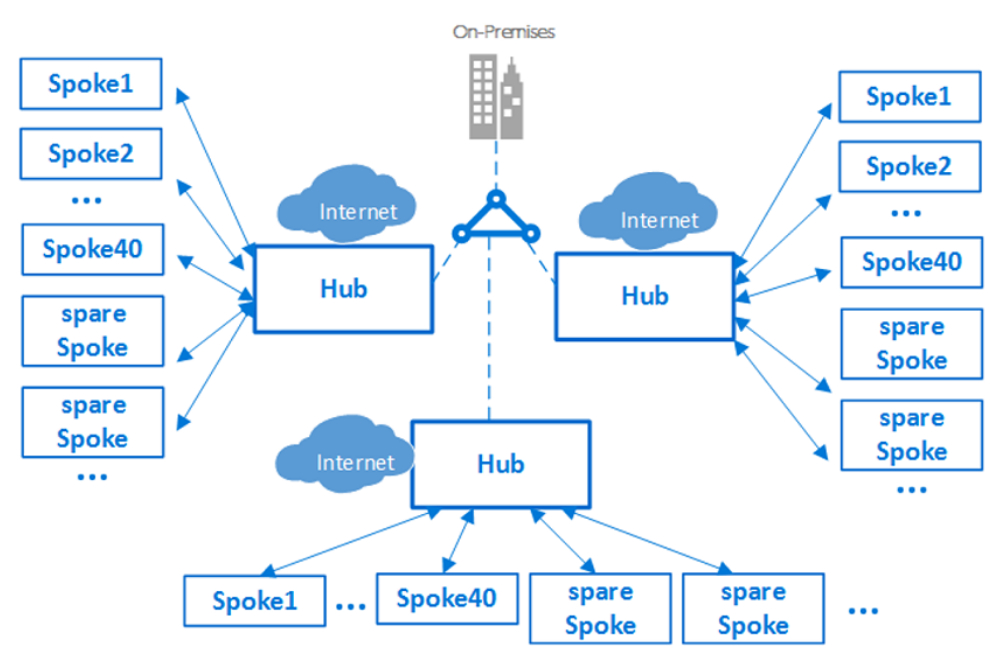 On-Premises
Spoke1
Spoke2
...
Spoke40
spare
Spoke
spare
Spoke
...
Internet
Hub
Internet
Hub
Spoke1
Spoke2
...
Spoke40
spare
Spoke
spare
Spoke
...
Internet
Hub
Spoke1
...
Spoke40
spare
Spoke
spare
Spoke
...